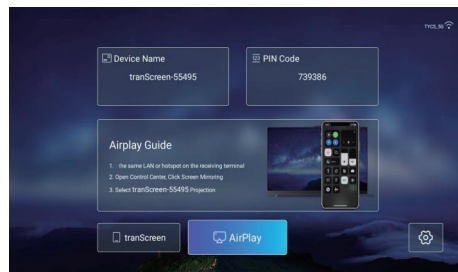 TYCL_5G
Device Name
tranScreen-55495
PIN Code
739386
Airplay Guide
1. the same LAN or hotspot on the receiving terminal
2. Open Control Center, Click Screen Mirroring
3. Select tranScreen-55495 Projection
tranScreen
AirPlay